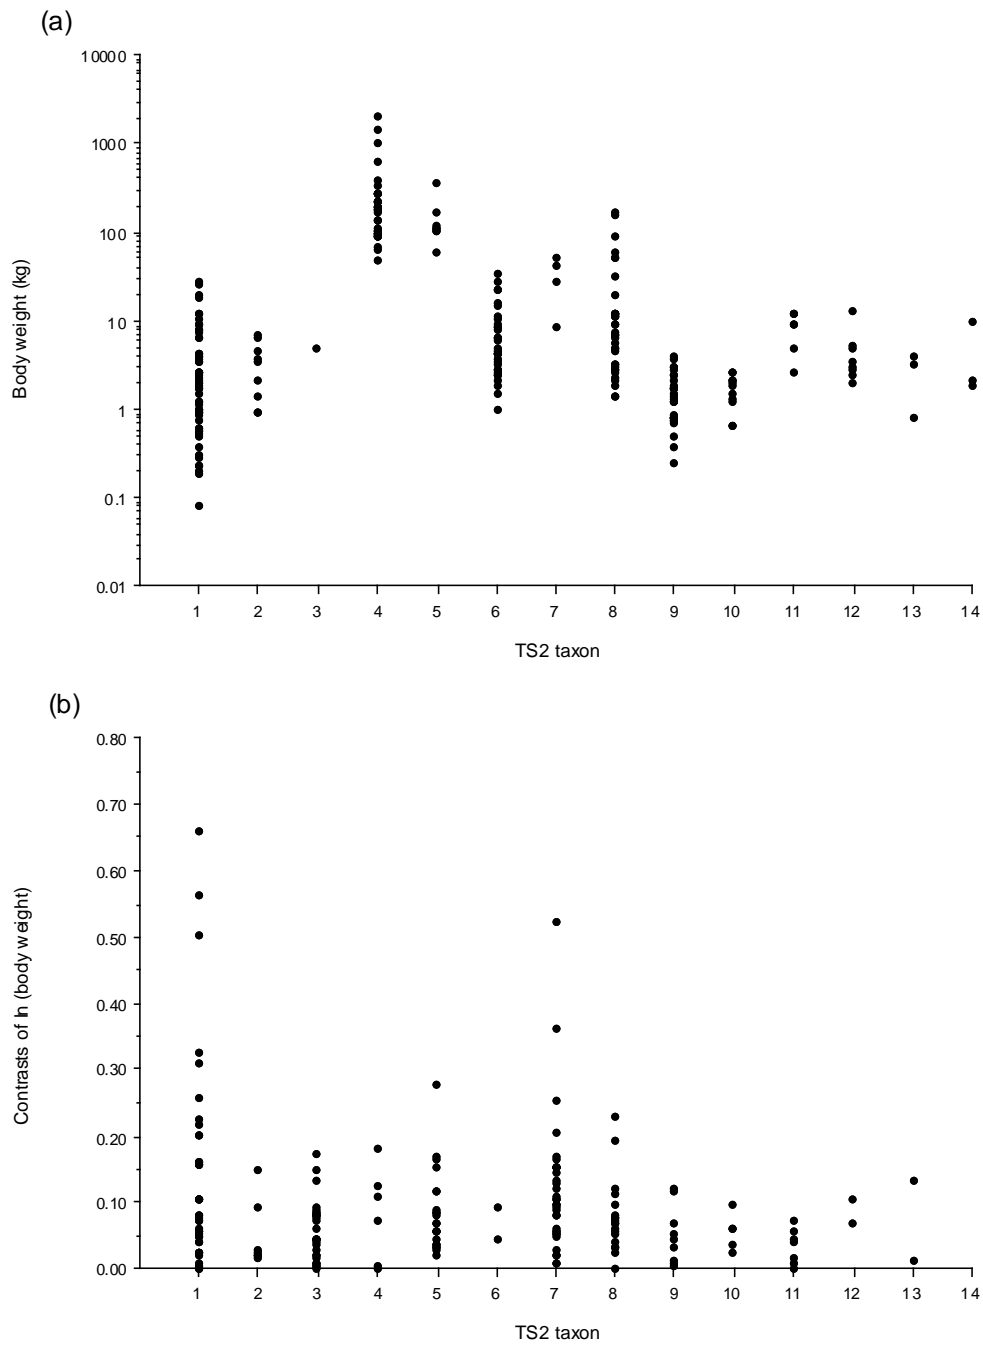 (a)
10000
1000
100
10
1
0.1
0.01
Body weight (kg)
1 2 3 4 5 6 7 8 9 10 11 12 13 14
TS2 taxon
(b)
0.80
0.70
0.60
0.50
0.40
0.30
0.20
0.10
0.00
Contrasts of ln (body weight)
1 2 3 4 5 6 7 8 9 10 11 12 13 14
TS2 taxon